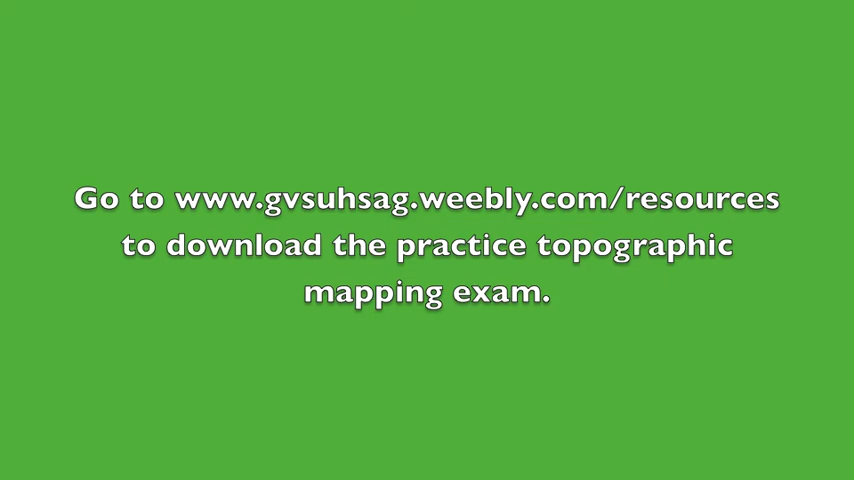 Go to www.gvsuhsag.weebly.com/resources
to download the practice topographic
mapping exam.